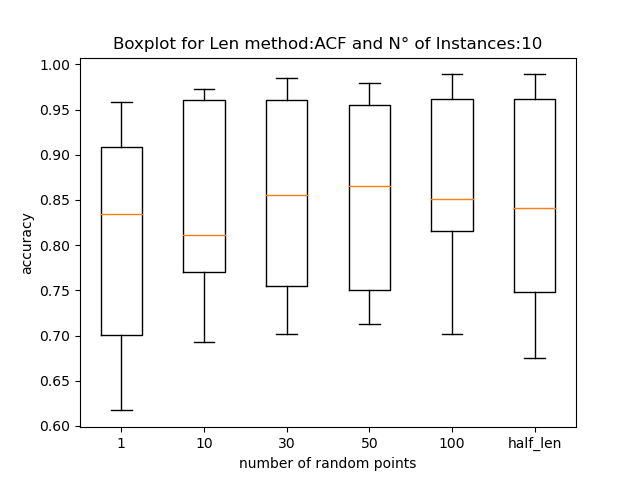 Boxplot for Len method:ACF and N° of Instances:10
1.00
0.95
0.90
0.85
0.80
0.75
0.70
0.65
0.60
accuracy
1 10 30 50 100 half_len
number of random points